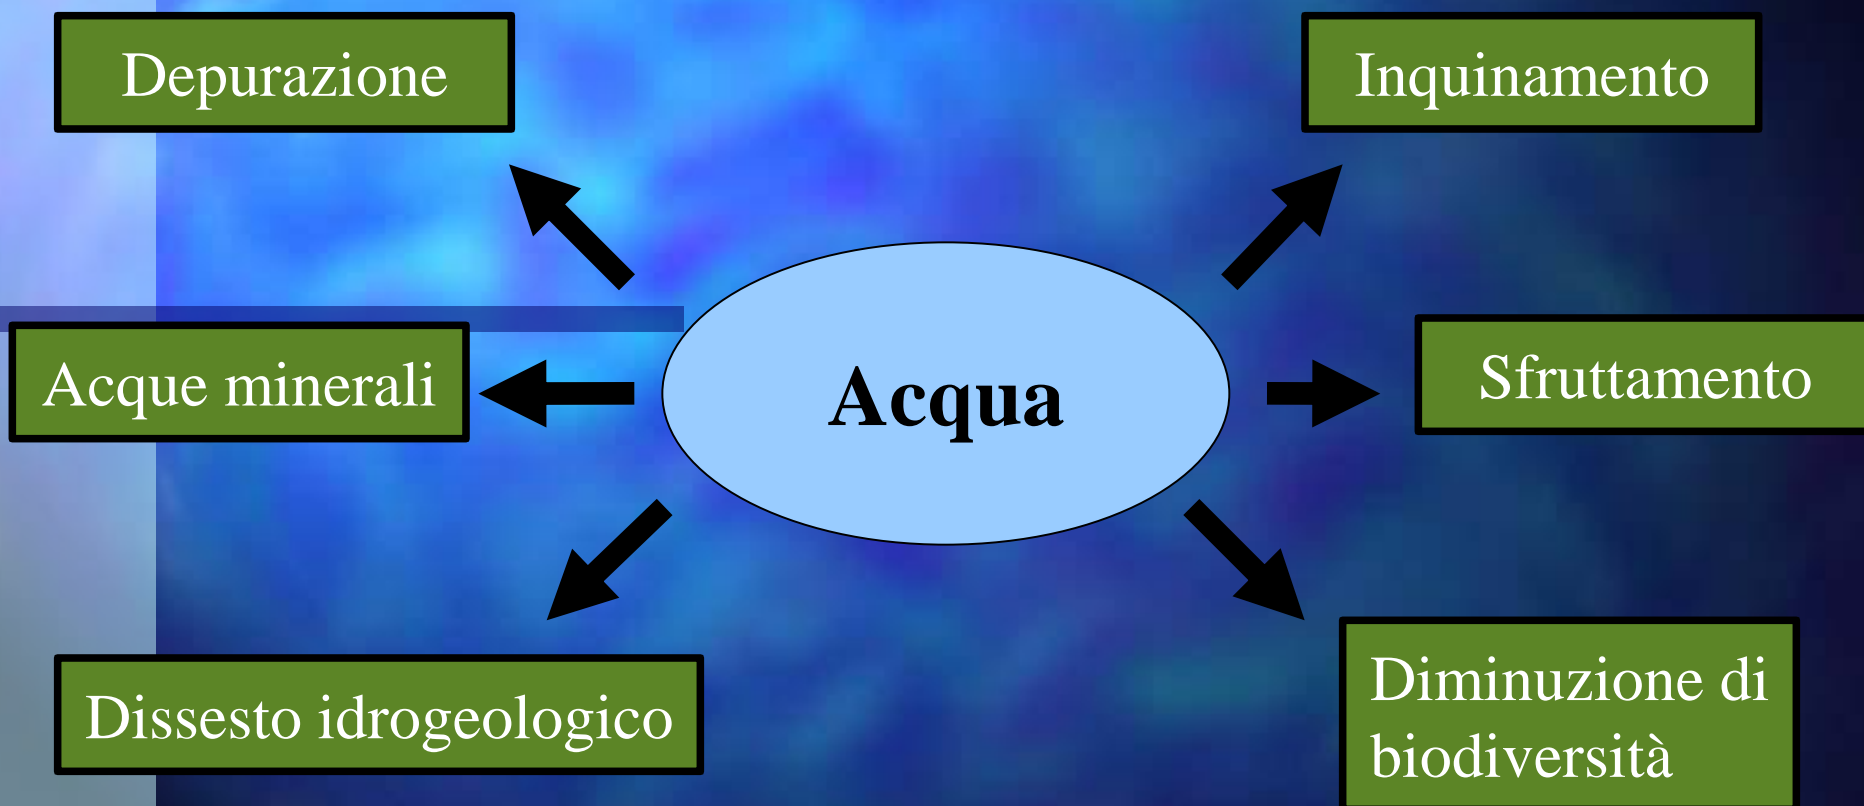 Depurazione
Inquinamento
Acque minerali
Acqua
Sfruttamento
Dissesto idrogeologico
Diminuzione di
biodiversità